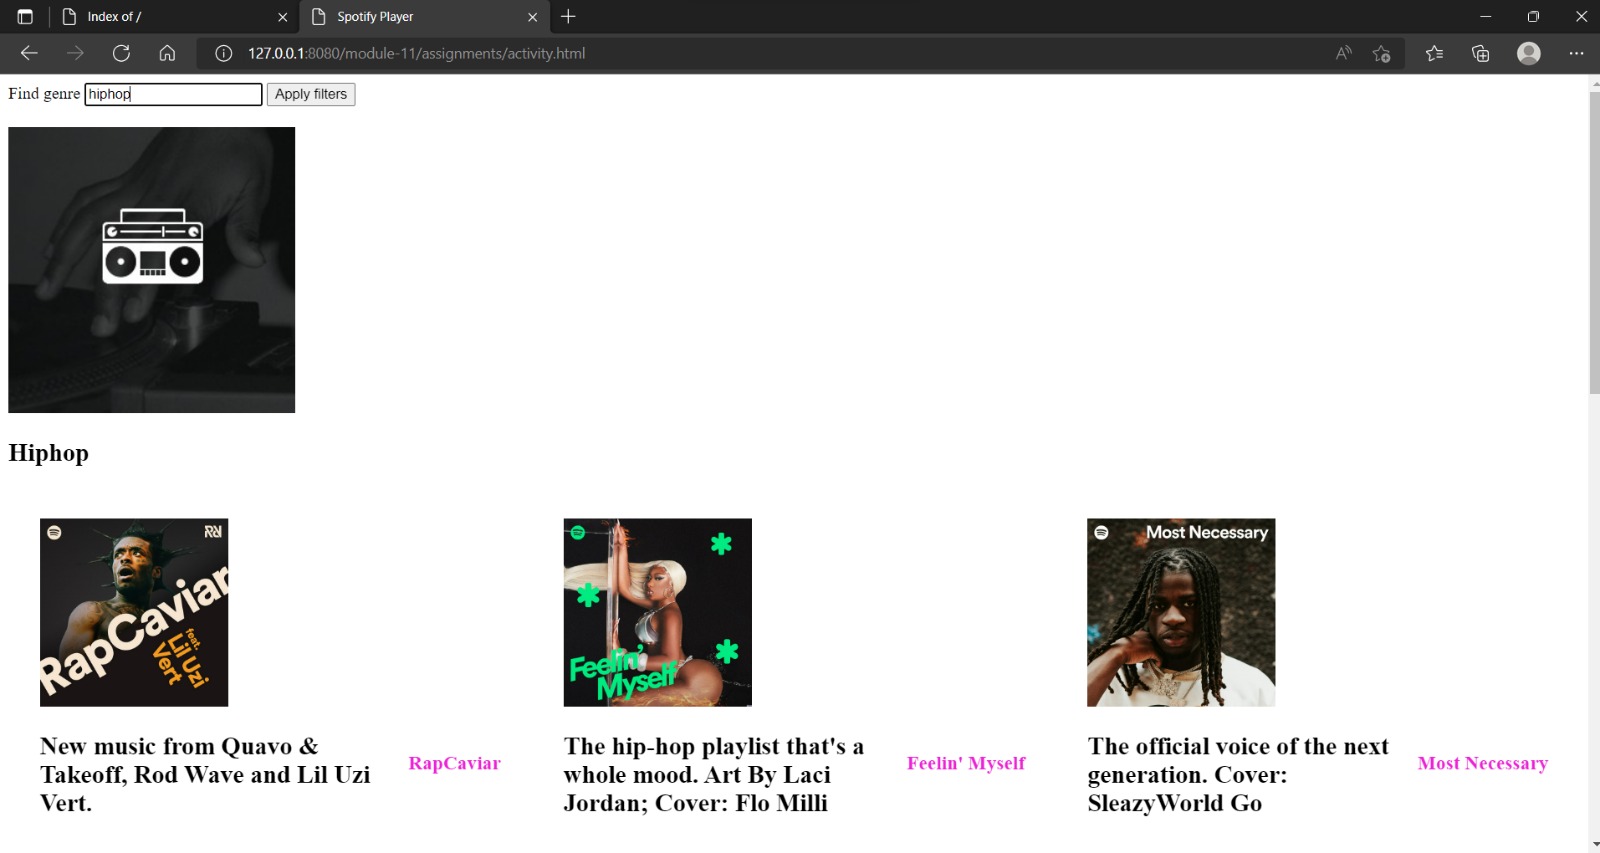 Index of /
Spotify Player
127.0.0.1:8080/module-11/assignments/activity.html
Find genre hiphop Apply filters
Hiphop
RapCaviar
feat.
Lil Uzi
Vert
Feelin'
Myself
Most Necessary
New music from Quavo &
Takeoff, Rod Wave and Lil Uzi
Vert.
RapCaviar
The hip-hop playlist that's a
whole mood. Art By Laci
Jordan; Cover: Flo Milli
Feelin' Myself
The official voice of the next
generation. Cover:
SleazyWorld Go
Most Necessary